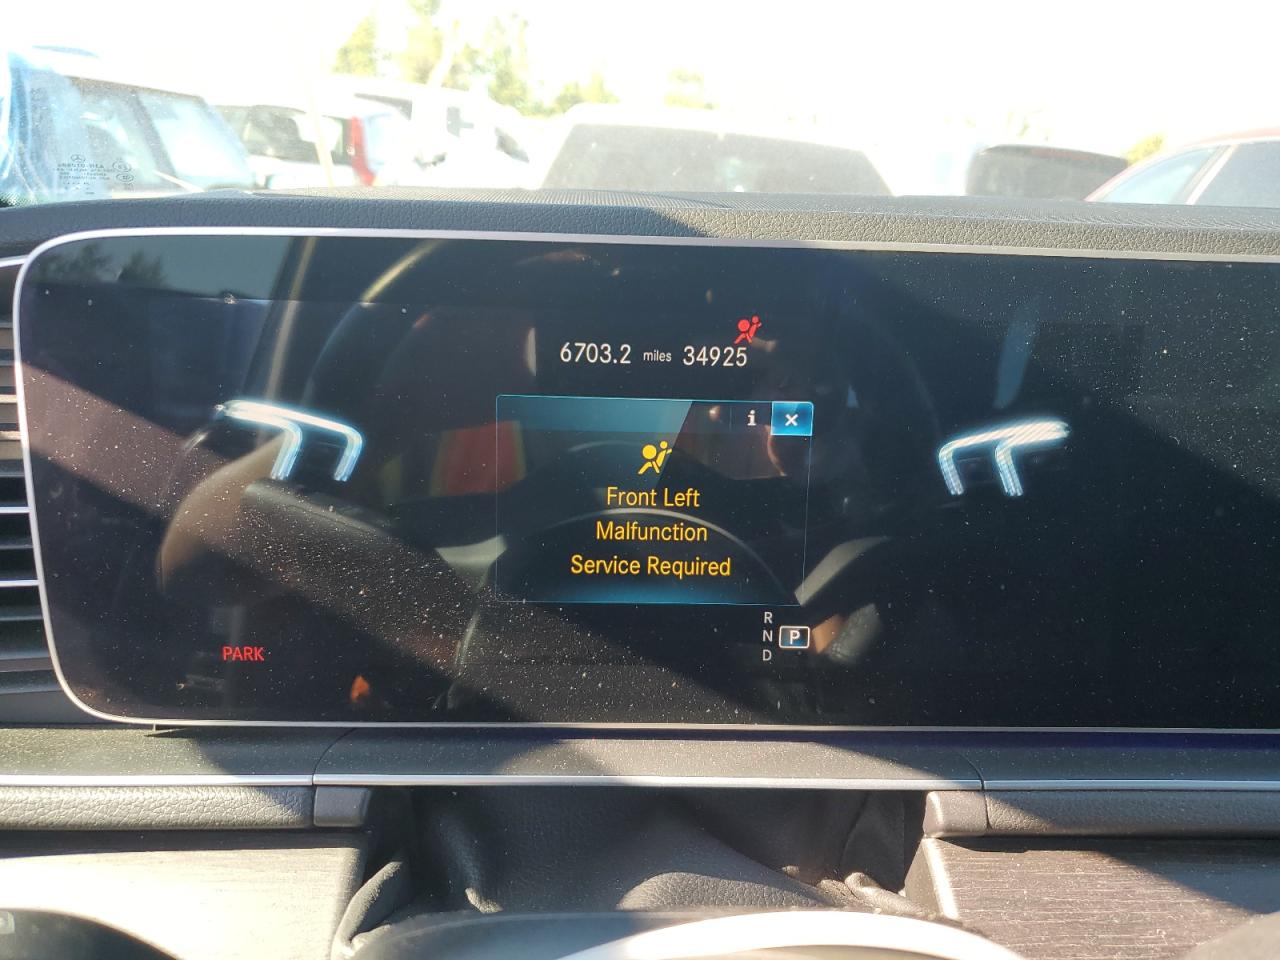 6703.2 miles 34925
i x
Front Left
Malfunction
Service Required
R
N P
D
PARK